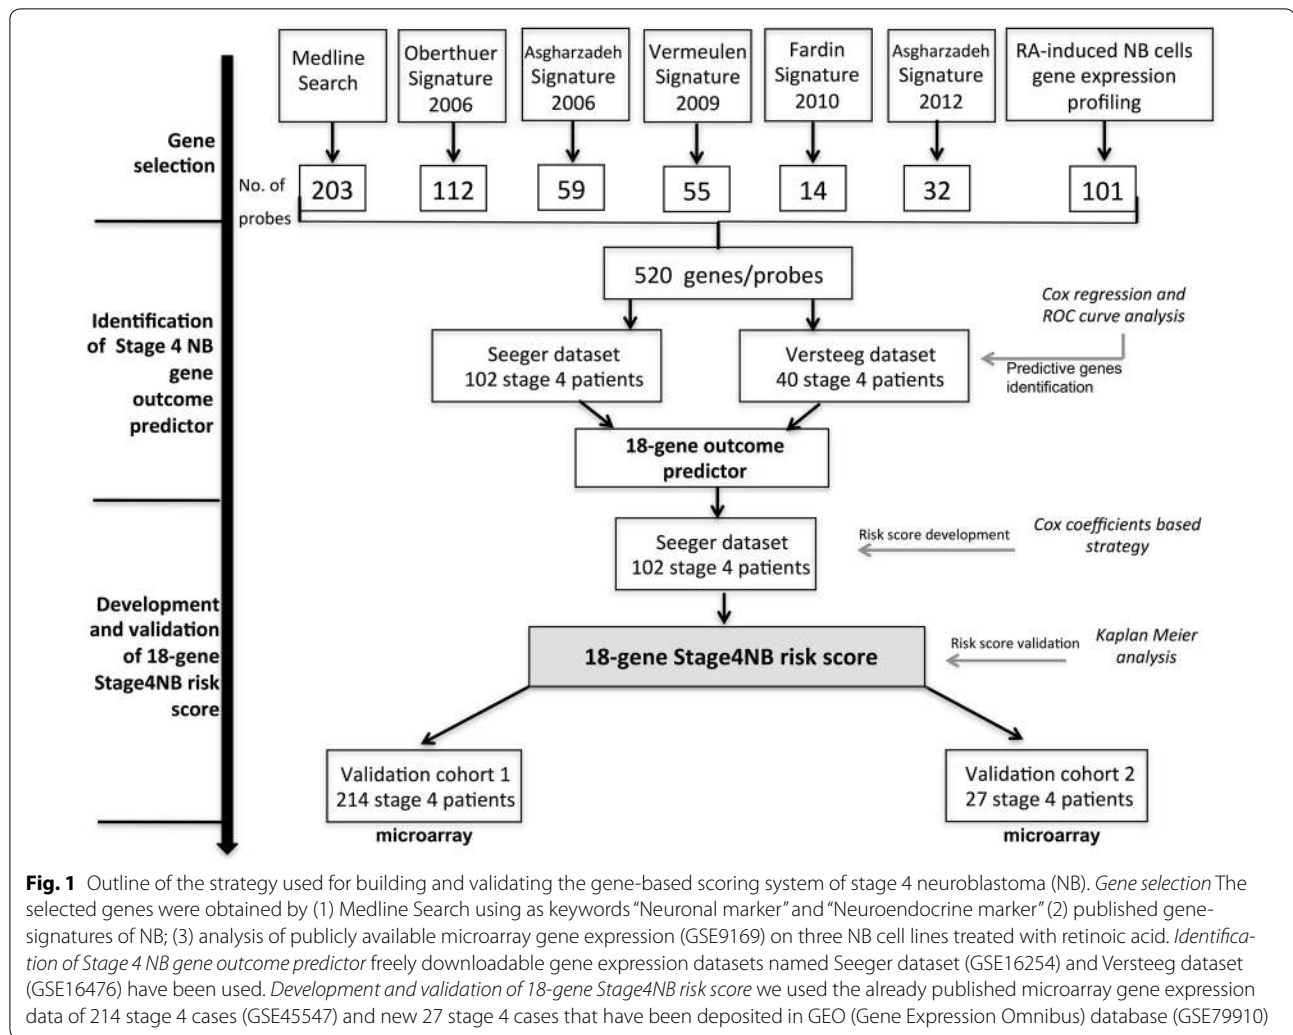 Medline
Search
Oberthuer
Signature
2006
Asgharzadeh
Signature
2006
Vermeulen
Signature
2009
Fardin
Signature
2010
Asgharzadeh
Signature
2012
RA-induced NB cells
gene expression
profiling
Gene
selection
No. of
probes
203
112
59
55
14
32
101
520 genes/probes
Identification
of Stage 4 NB
gene
outcome
predictor
Seeger dataset
102 stage 4 patients
Versteeg dataset
40 stage 4 patients
Cox regression and
ROC curve analysis
Predictive genes
identification
18-gene outcome
predictor
Seeger dataset
102 stage 4 patients
Risk score development
Cox coefficients based
strategy
Development
and validation
of 18-gene
Stage4NB risk
score
18-gene Stage4NB risk score
Risk score validation
Kaplan Meier
analysis
Validation cohort 1
214 stage 4 patients
microarray
Validation cohort 2
27 stage 4 patients
microarray
Fig. 1 Outline of the strategy used for building and validating the gene-based scoring system of stage 4 neuroblastoma (NB). Gene selection The
selected genes were obtained by (1) Medline Search using as keywords “Neuronal marker” and “Neuroendocrine marker” (2) published gene-
signatures of NB; (3) analysis of publicly available microarray gene expression (GSE9169) on three NB cell lines treated with retinoic acid. Identifica-
tion of Stage 4 NB gene outcome predictor freely downloadable gene expression datasets named Seeger dataset (GSE16254) and Versteeg dataset
(GSE16476) have been used. Development and validation of 18-gene Stage4NB risk score we used the already published microarray gene expression
data of 214 stage 4 cases (GSE45547) and new 27 stage 4 cases that have been deposited in GEO (Gene Expression Omnibus) database (GSE79910)